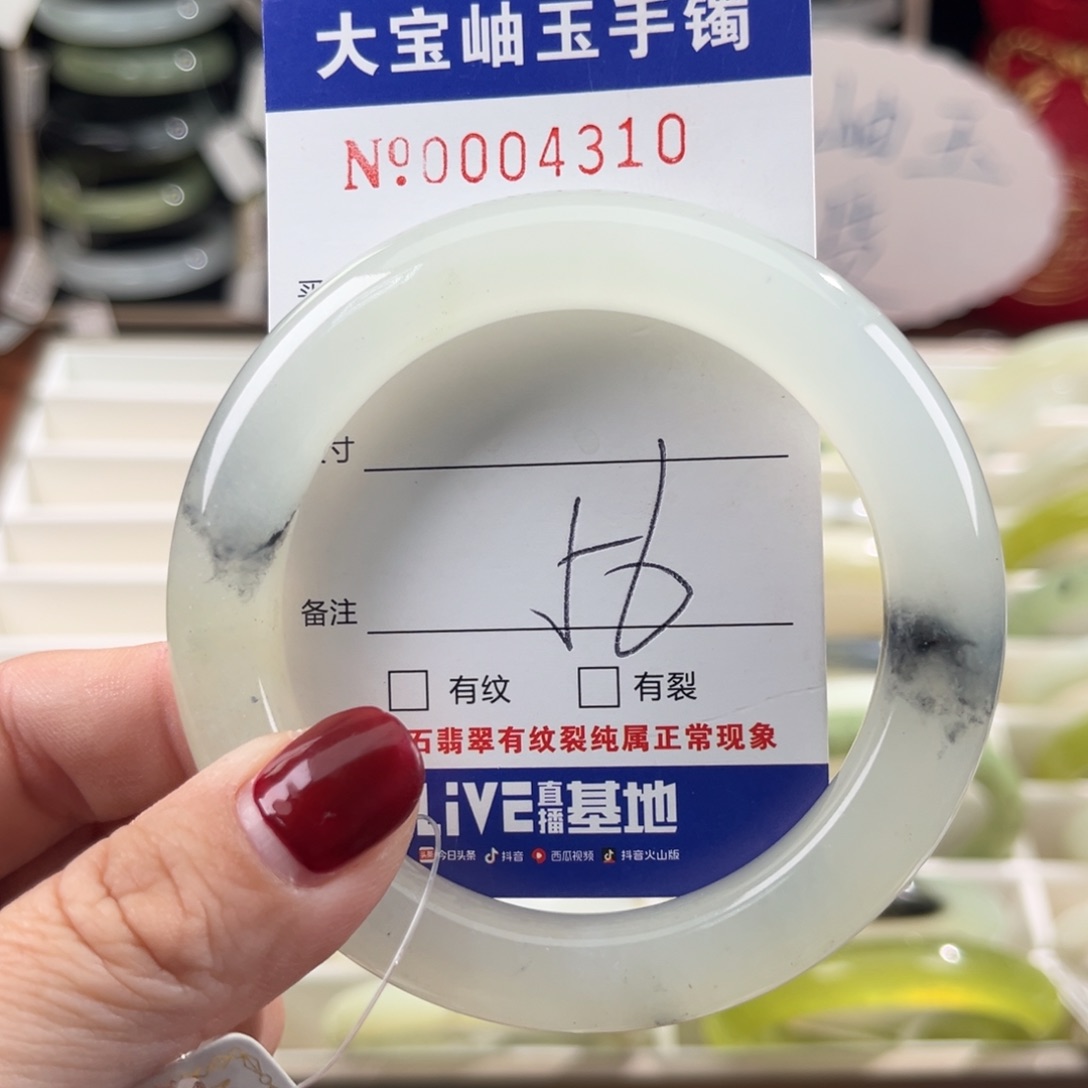 大宝岫玉手镯
№0004310
寸
56
备注
□ 有纹 □ 有裂
石翡翠有纹裂纯属正常现象
LiVE直播基地
今日头条 抖音 西瓜视频 抖音火山版